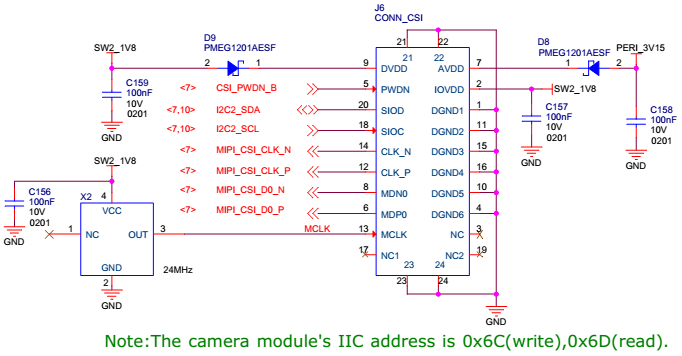 J6
CONN_CSI
D9
PMEG1201AESF
SW2_1V8
2
1
C159
100nF
10V
0201
GND
21
22
21
22
9
DVDD
AVDD
7
5
PWDN
IOVDD
2
20
SIOD
DGND1
1
18
SIOC
DGND2
11
14
CLK_N
DGND3
15
12
CLK_P
DGND4
16
8
MDN0
DGND5
10
6
MDP0
DGND6
4
13
MCLK
NC
3
17
NC1
NC2
19
23
24
23
24
GND
D8
PMEG1201AESF
1
2
PERI_3V15
SW2_1V8
C157
100nF
10V
0201
GND
C158
100nF
10V
0201
GND
<7> CSI_PWDN_B
<7,10> I2C2_SDA
<7,10> I2C2_SCL
<7> MIPI_CSI_CLK_N
<7> MIPI_CSI_CLK_P
<7> MIPI_CSI_D0_N
<7> MIPI_CSI_D0_P
MCLK
SW2_1V8
C156
100nF
10V
0201
GND
X2
4
VCC
1
NC
OUT
3
GND
2
24MHz
GND
Note:The camera module's IIC address is 0x6C(write),0x6D(read).